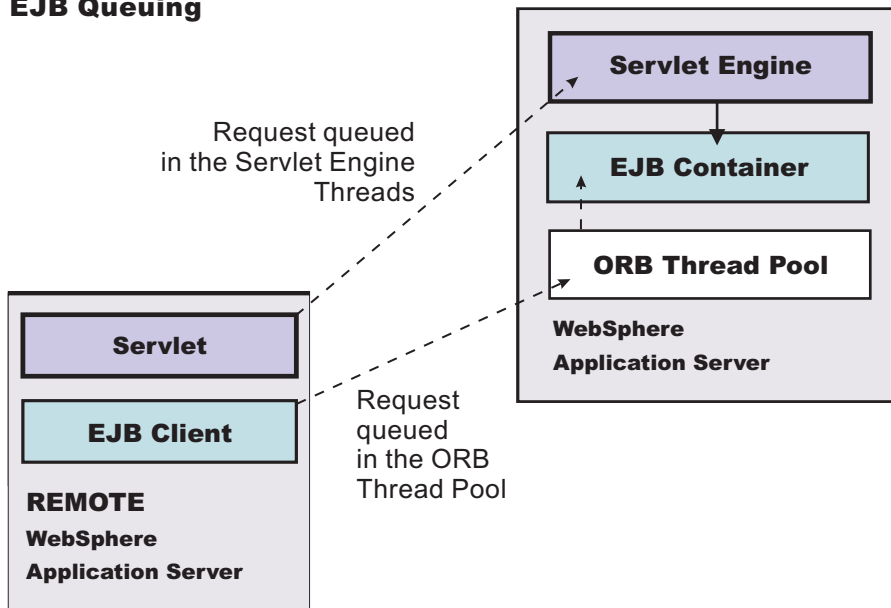 EJB Queuing
Servlet Engine
Request queued
in the Servlet Engine
Threads
EJB Container
ORB Thread Pool
WebSphere
Application Server
Servlet
EJB Client
Request
queued
in the ORB
Thread Pool
REMOTE
WebSphere
Application Server